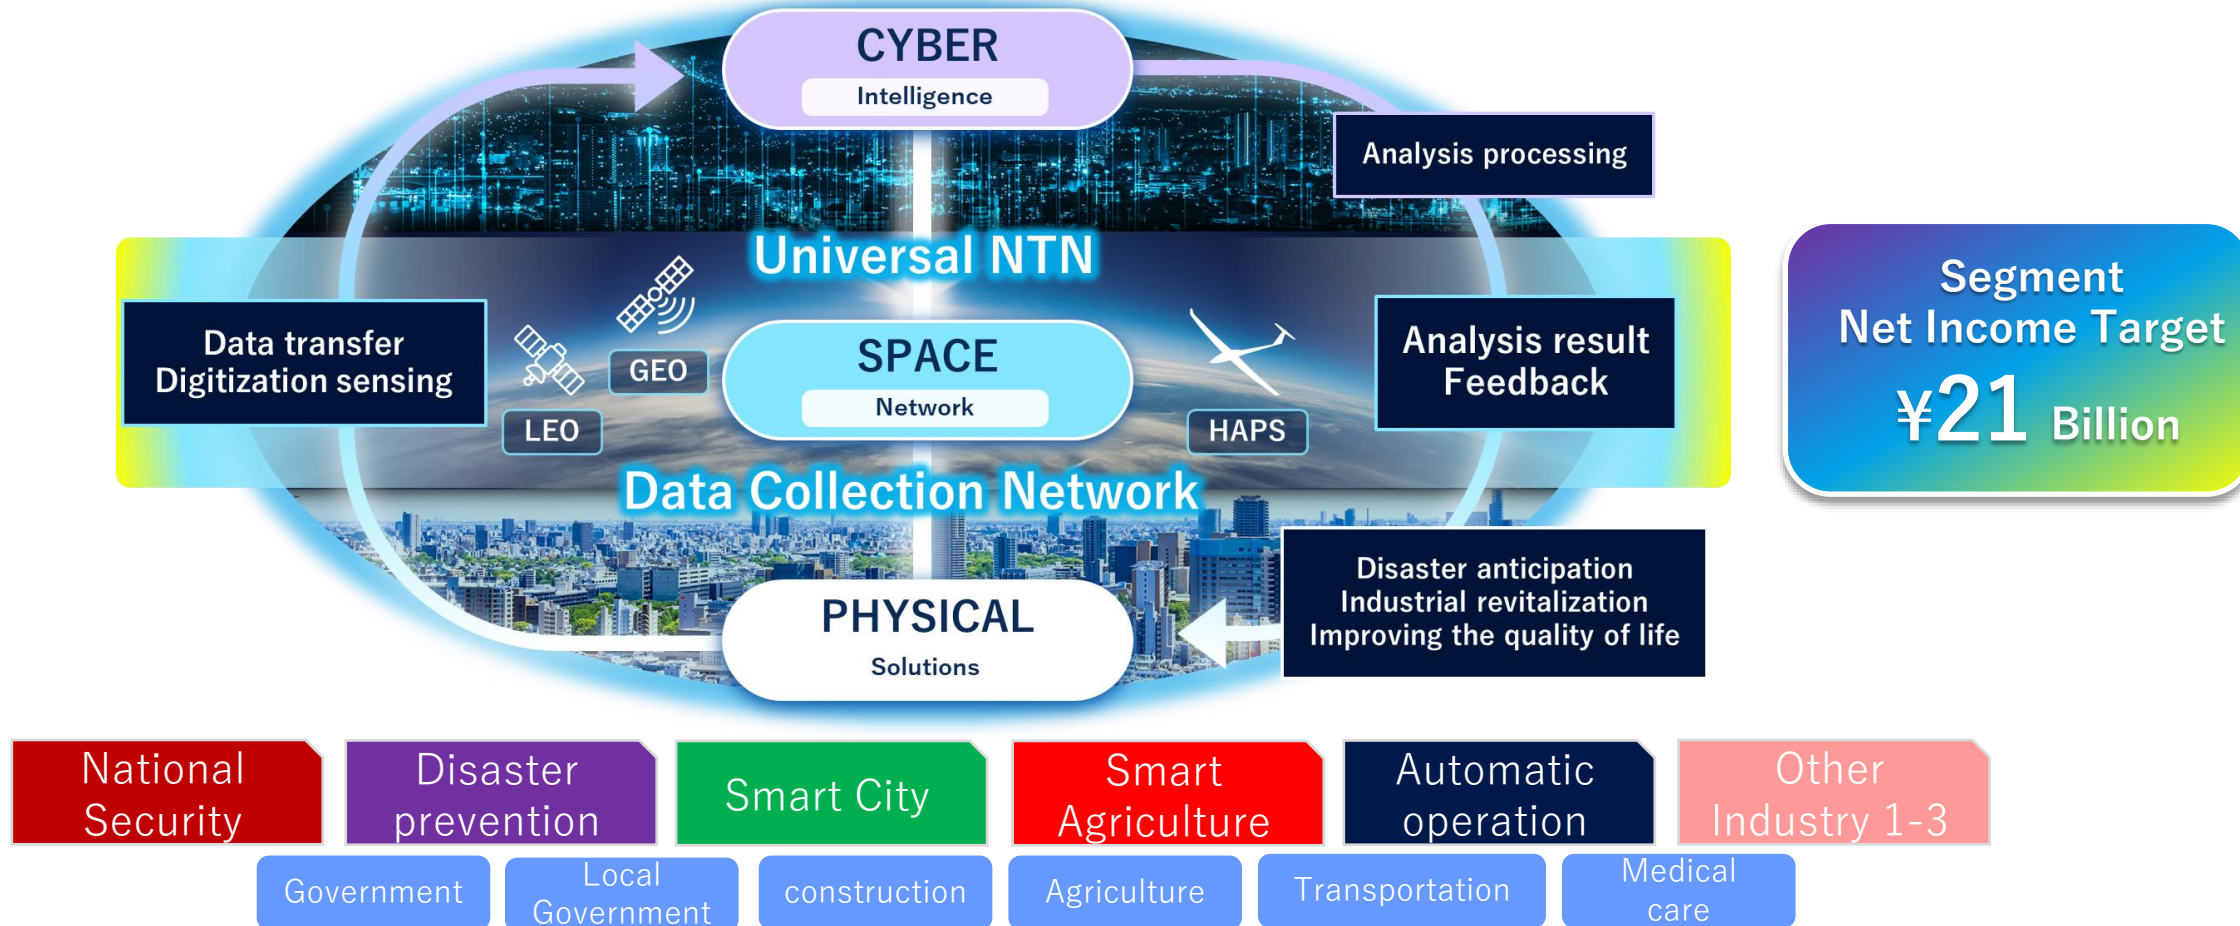 CYBER
Intelligence
Analysis processing
Universal NTN
Data transfer
Digitization sensing
GEO
LEO
SPACE
Network
HAPS
Analysis result
Feedback
Segment
Net Income Target
¥21 Billion
Data Collection Network
PHYSICAL
Solutions
Disaster anticipation
Industrial revitalization
Improving the quality of life
National
Security
Disaster
prevention
Smart City
Smart
Agriculture
Automatic
operation
Other
Industry 1-3
Government
Local
Government
construction
Agriculture
Transportation
Medical
care